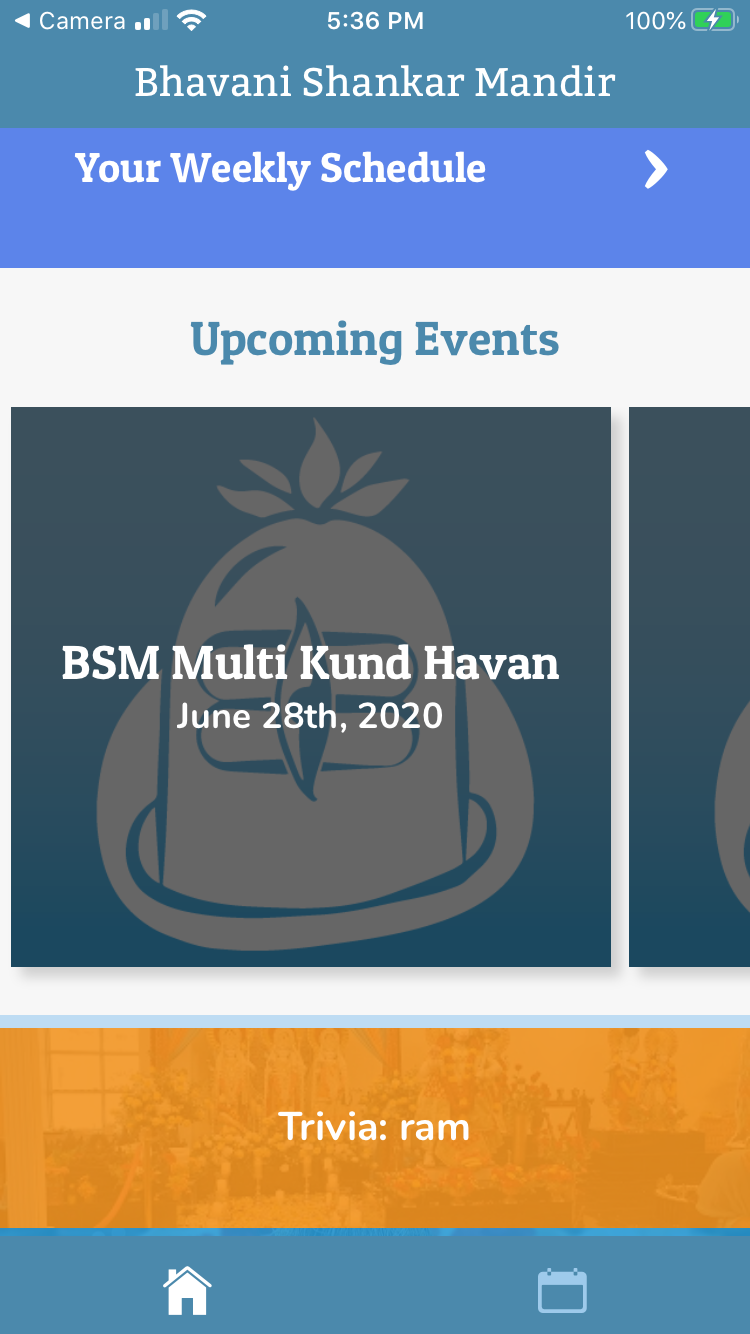 Camera
5:36 PM
100%
Bhavani Shankar Mandir
Your Weekly Schedule
Upcoming Events
BSM Multi Kund Havan
June 28th, 2020
Trivia: ram